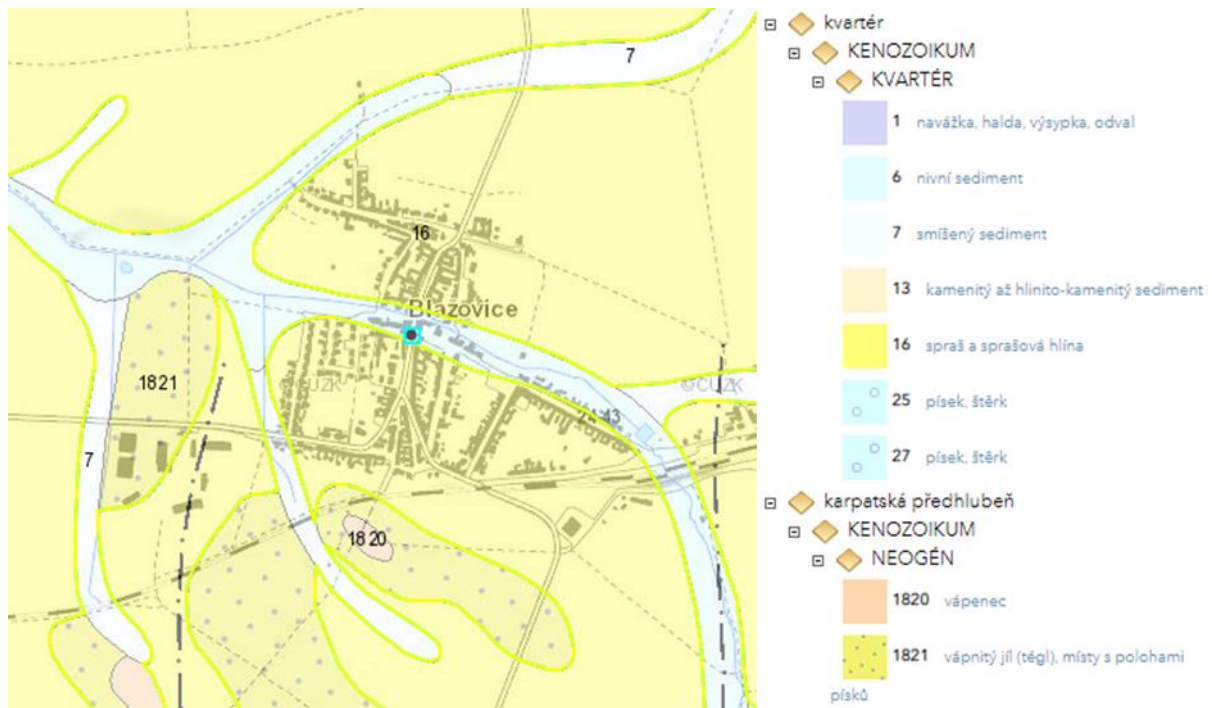 7
16
Blažovice
1821
©ČÚZK
©ČÚZK
7
1820
kvartér
KENOZOIKUM
KVARTÉR
1 navážka, halda, výsypka, odval
6 nivní sediment
7 smíšený sediment
13 kamenitý až hlinito-kamenitý sediment
16 spraš a sprašová hlína
25 písek, štěrk
27 písek, štěrk
karpatská předhlubeň
KENOZOIKUM
NEOGÉN
1820 vápenec
1821 vápnitý jíl (tégl), místy s polohami
písků